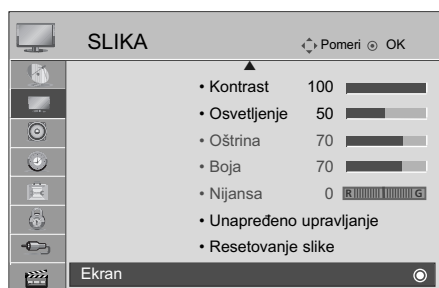 SLIKA Pomeri OK
• Kontrast 100
• Osvetljenje 50
• Oštrina 70
• Boja 70
• Nijansa 0 R G
• Unapređeno upravljanje
• Resetovanje slike
Ekran